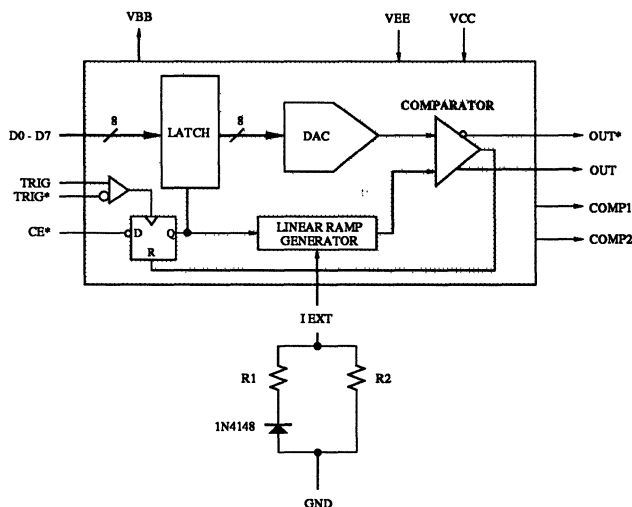 VBB
VEE
VCC
COMPARATOR
8
8
D0 - D7
LATCH
DAC
OUT*
OUT
TRIG
TRIG*
COMP1
CE*
D
Q
R
LINEAR RAMP
GENERATOR
COMP2
I EXT
R1
R2
1N4148
GND